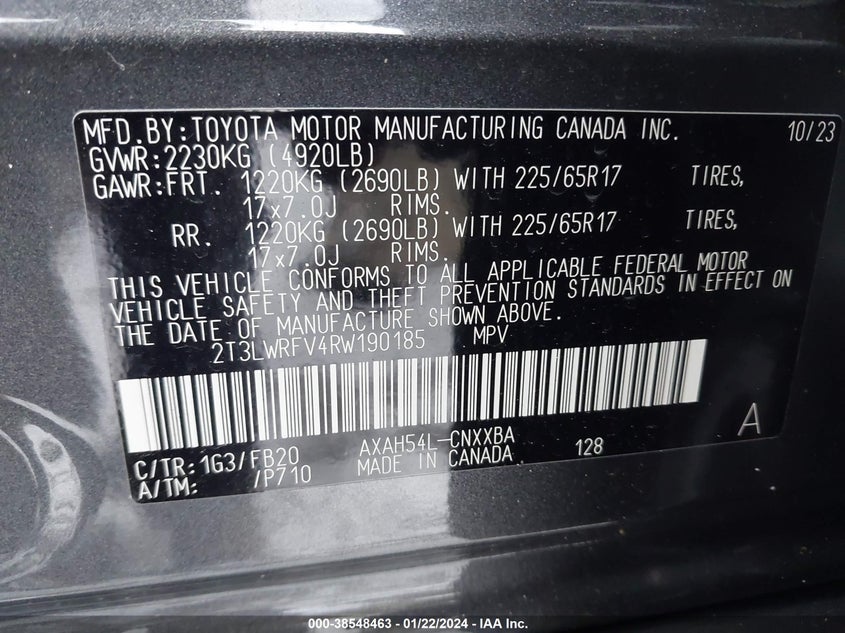 MFD.BY:TOYOTA MOTOR MANUFACTURING CANADA INC. 10/23
GVWR:2230KG (4920LB)
GAWR:FRT. 1220KG (2690LB) WITH 225/65R17 TIRES,
17x7.0J RIMS.
RR. 1220KG (2690LB) WITH 225/65R17 TIRES,
17x7.0J RIMS.
THIS VEHICLE CONFORMS TO ALL APPLICABLE FEDERAL MOTOR
VEHICLE SAFETY AND THEFT PREVENTION STANDARDS IN EFFECT ON
THE DATE OF MANUFACTURE SHOWN ABOVE.
2T3LWRFV4RW190185 MPV
A
C/TR:1G3/FB20 AXAH54L-CNXXBA 128
A/TM: /P710 MADE IN CANADA
000-38548463 - 01/22/2024 - IAA Inc.